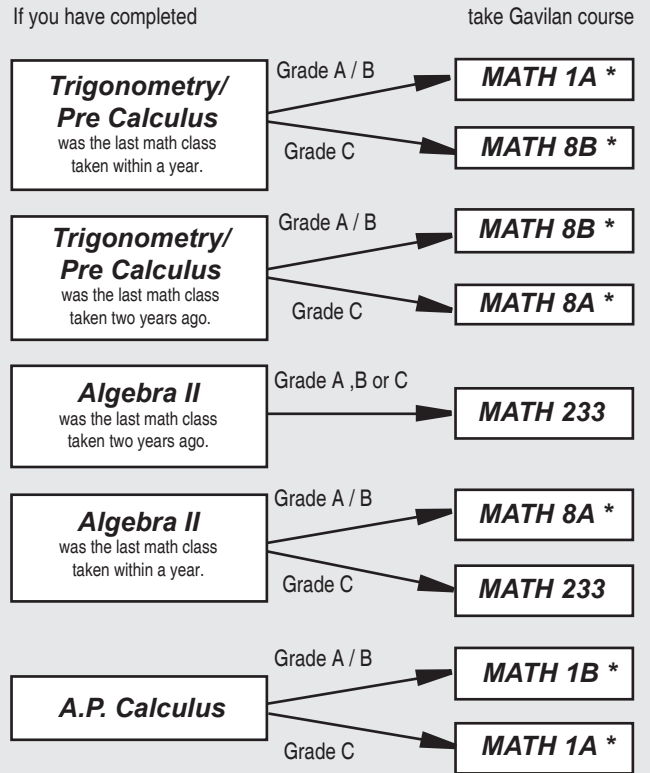 If you have completed take Gavilan course
Trigonometry/
Pre Calculus
was the last math class
taken within a year.
Grade A / B
MATH 1A *
Grade C
MATH 8B *
Trigonometry/
Pre Calculus
was the last math class
taken two years ago.
Grade A / B
MATH 8B *
Grade C
MATH 8A *
Algebra II
was the last math class
taken two years ago.
Grade A ,B or C
MATH 233
Algebra II
was the last math class
taken within a year.
Grade A / B
MATH 8A *
Grade C
MATH 233
A.P. Calculus
Grade A / B
MATH 1B *
Grade C
MATH 1A *